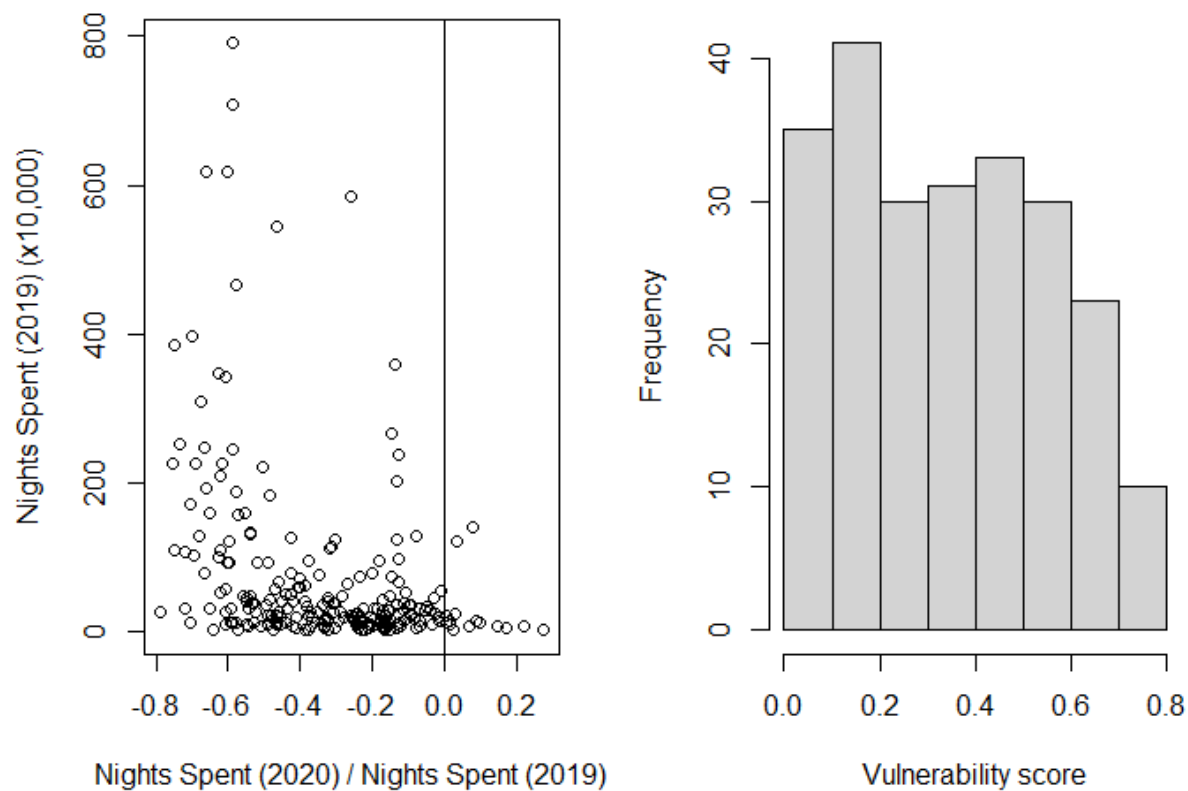 Nights Spent (2019) (x10,000)
800
600
400
200
0
-0.8 -0.6 -0.4 -0.2 0.0 0.2
Nights Spent (2020) / Nights Spent (2019)
Frequency
40
30
20
10
0
0.0 0.2 0.4 0.6 0.8
Vulnerability score